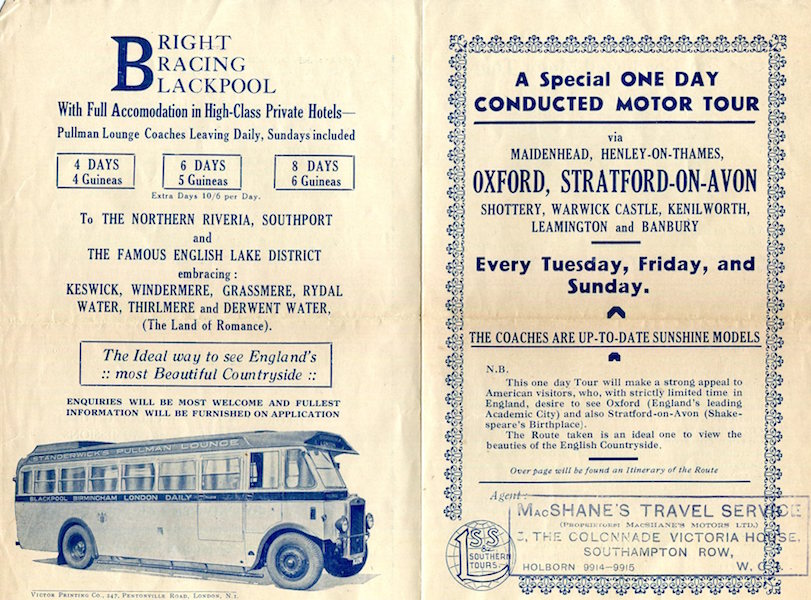 BRIGHT
BRACING
BLACKPOOL
With Full Accomodation in High-Class Private Hotels—
Pullman Lounge Coaches Leaving Daily, Sundays included
4 DAYS
4 Guineas
6 DAYS
5 Guineas
8 DAYS
6 Guineas
Extra Days 10/6 per Day.
To THE NORTHERN RIVERIA, SOUTHPORT
and
THE FAMOUS ENGLISH LAKE DISTRICT
embracing :
KESWICK, WINDERMERE, GRASSMERE, RYDAL
WATER, THIRLMERE and DERWENT WATER,
(The Land of Romance).
The Ideal way to see England's
:: most Beautiful Countryside ::
ENQUIRIES WILL BE MOST WELCOME AND FULLEST
INFORMATION WILL BE FURNISHED ON APPLICATION
STANDERWICK'S PULLMAN LOUNGE
BLACKPOOL BIRMINGHAM LONDON DAILY
VICTOR PRINTING CO., 247, PENTONVILLE ROAD, LONDON, N.1.
A Special ONE DAY
CONDUCTED MOTOR TOUR
via
MAIDENHEAD, HENLEY-ON-THAMES,
OXFORD, STRATFORD-ON-AVON
SHOTTERY, WARWICK CASTLE, KENILWORTH,
LEAMINGTON and BANBURY
Every Tuesday, Friday, and
Sunday.
THE COACHES ARE UP-TO-DATE SUNSHINE MODELS
N.B.
This one day Tour will make a strong appeal to
American visitors, who, with strictly limited time in
England, desire to see Oxford (England's leading
Academic City) and also Stratford-on-Avon (Shake-
speare's Birthplace).
The Route taken is an ideal one to view the
beauties of the English Countryside.
Over page will be found an Itinerary of the Route
Agent:
MACSHANE'S TRAVEL SERVICE
(PROPRIETORS: MACSHANE'S MOTORS LTD.)
3, THE COLONNADE VICTORIA HOUSE,
SOUTHAMPTON ROW,
HOLBORN 9914-9915 W.C.1.
SS
SOUTHERN
TOURS